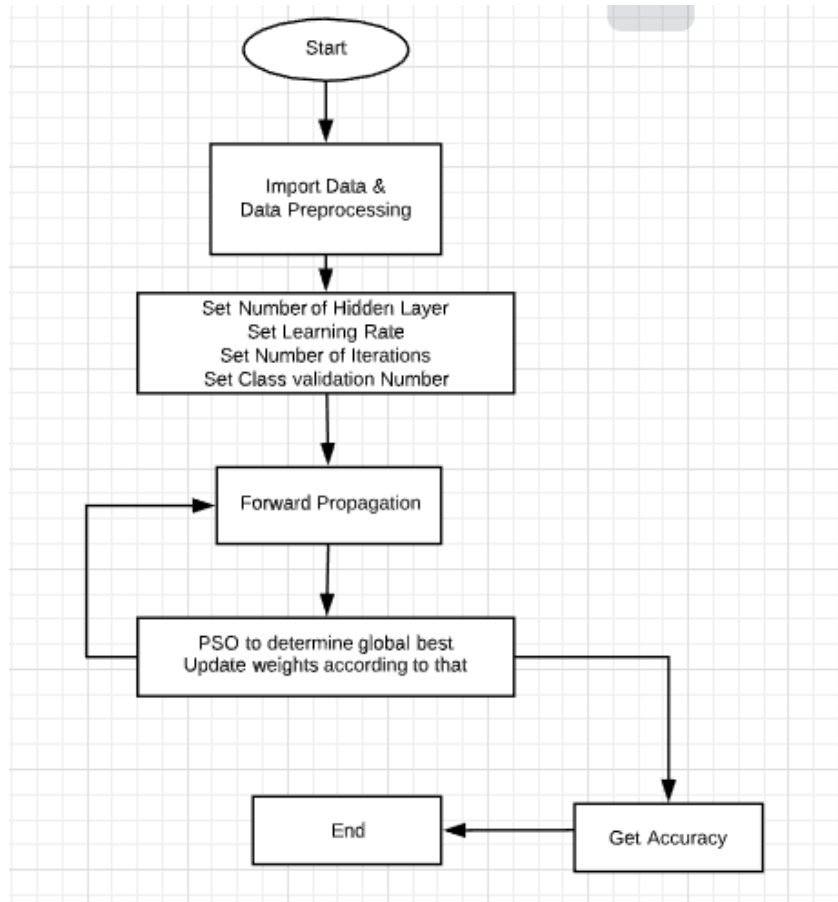 Start
Import Data &
Data Preprocessing
Set Number of Hidden Layer
Set Learning Rate
Set Number of Iterations
Set Class validation Number
Forward Propagation
PSO to determine global best
Update weights according to that
End
Get Accuracy